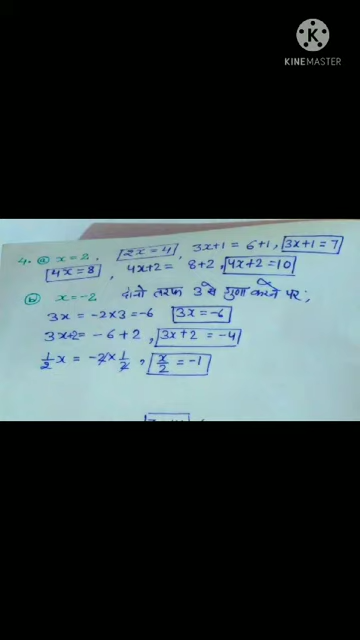 KINEMASTER
4. ⓐ x=2, 2x=4, 3x+1 = 6+1, 3x+1=7
4x=8, 4x+2 = 8+2, 4x+2=10
ⓑ x=-2 दोनो तरफ 3 से गुणा करने पर;
3x = -2×3 = -6 3x=-6
3x+2= -6+2, 3x+2 = -4
1/2 x = -2× 1/2, x/2 = -1